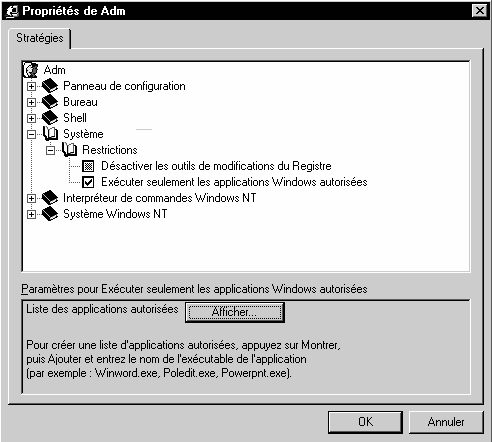 Propriétés de Adm
Stratégies
Adm
Panneau de configuration
Bureau
Shell
Système
Restrictions
Désactiver les outils de modifications du Registre
Exécuter seulement les applications Windows autorisées
Interpréteur de commandes Windows NT
Système Windows NT
Paramètres pour Exécuter seulement les applications Windows autorisées
Liste des applications autorisées Afficher...
Pour créer une liste d'applications autorisées, appuyez sur Montrer,
puis Ajouter et entrez le nom de l'exécutable de l'application
(par exemple : Winword.exe, Poledit.exe, Powerpnt.exe).
OK Annuler